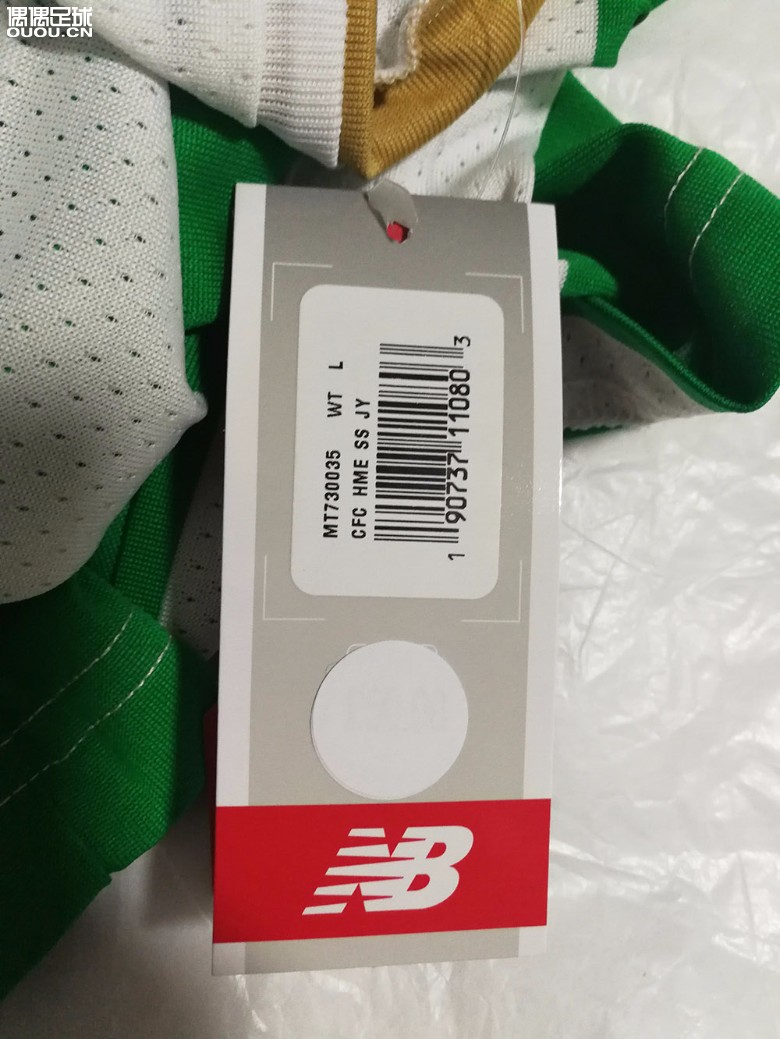 偶偶足球
OUOU.CN
MT730035 WT L
CFC HME SS JY
1 90737 11080 3
NB